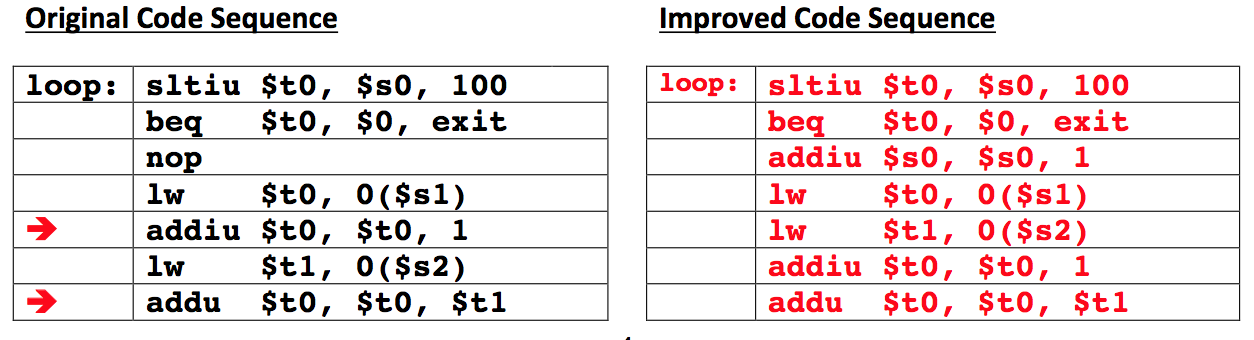 Original Code Sequence
Improved Code Sequence
loop: sltiu $t0, $s0, 100
beq $t0, $0, exit
nop
lw $t0, 0($s1)
addiu $t0, $t0, 1
lw $t1, 0($s2)
addu $t0, $t0, $t1
loop: sltiu $t0, $s0, 100
beq $t0, $0, exit
addiu $s0, $s0, 1
lw $t0, 0($s1)
lw $t1, 0($s2)
addiu $t0, $t0, 1
addu $t0, $t0, $t1